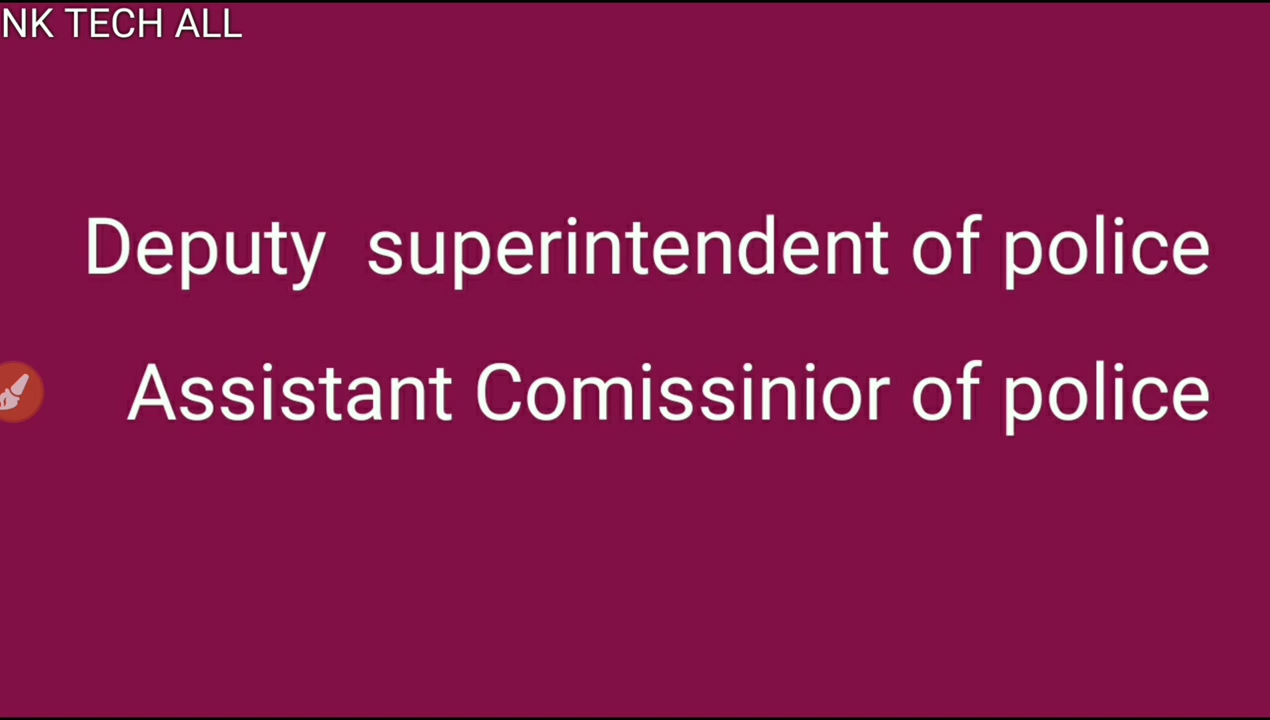 NK TECH ALL
Deputy superintendent of police
Assistant Comissinior of police